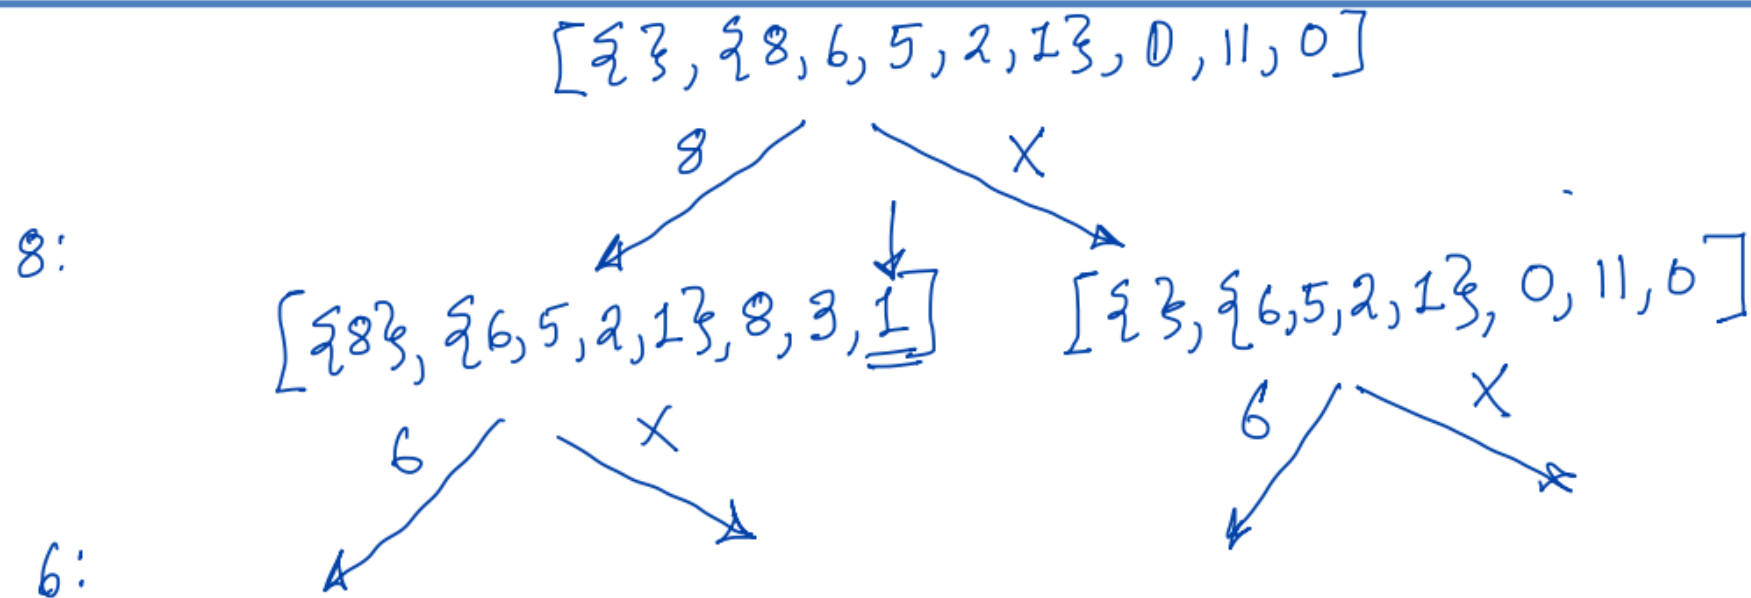 [{}, {8, 6, 5, 2, 1}, 0, 11, 0]
8 X
8:
[{8}, {6, 5, 2, 1}, 8, 3, 1] [{}, {6, 5, 2, 1}, 0, 11, 0]
6 X 6 X
6: